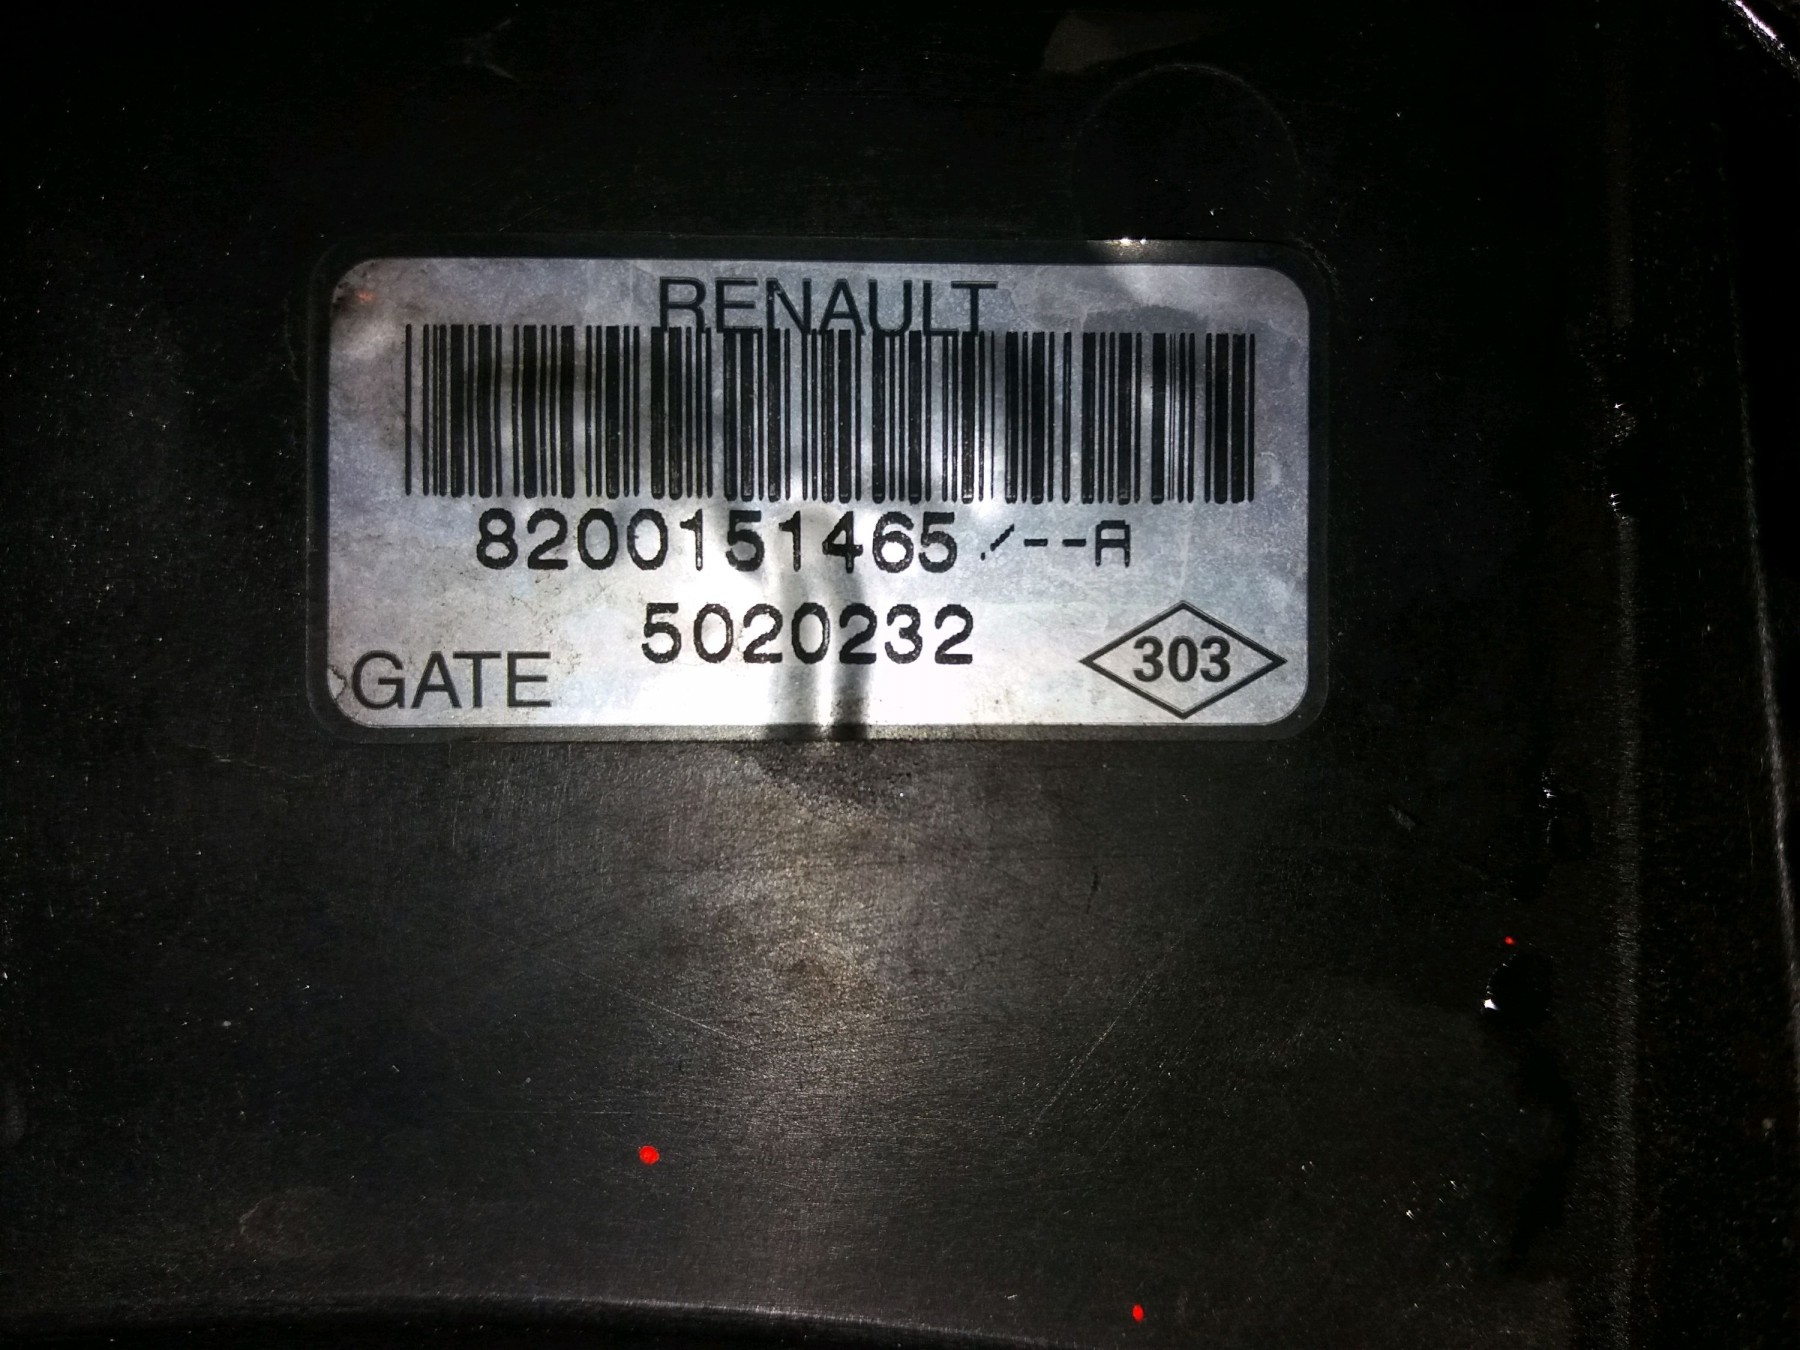 RENAULT
8200151465/--A
5020232
GATE
303